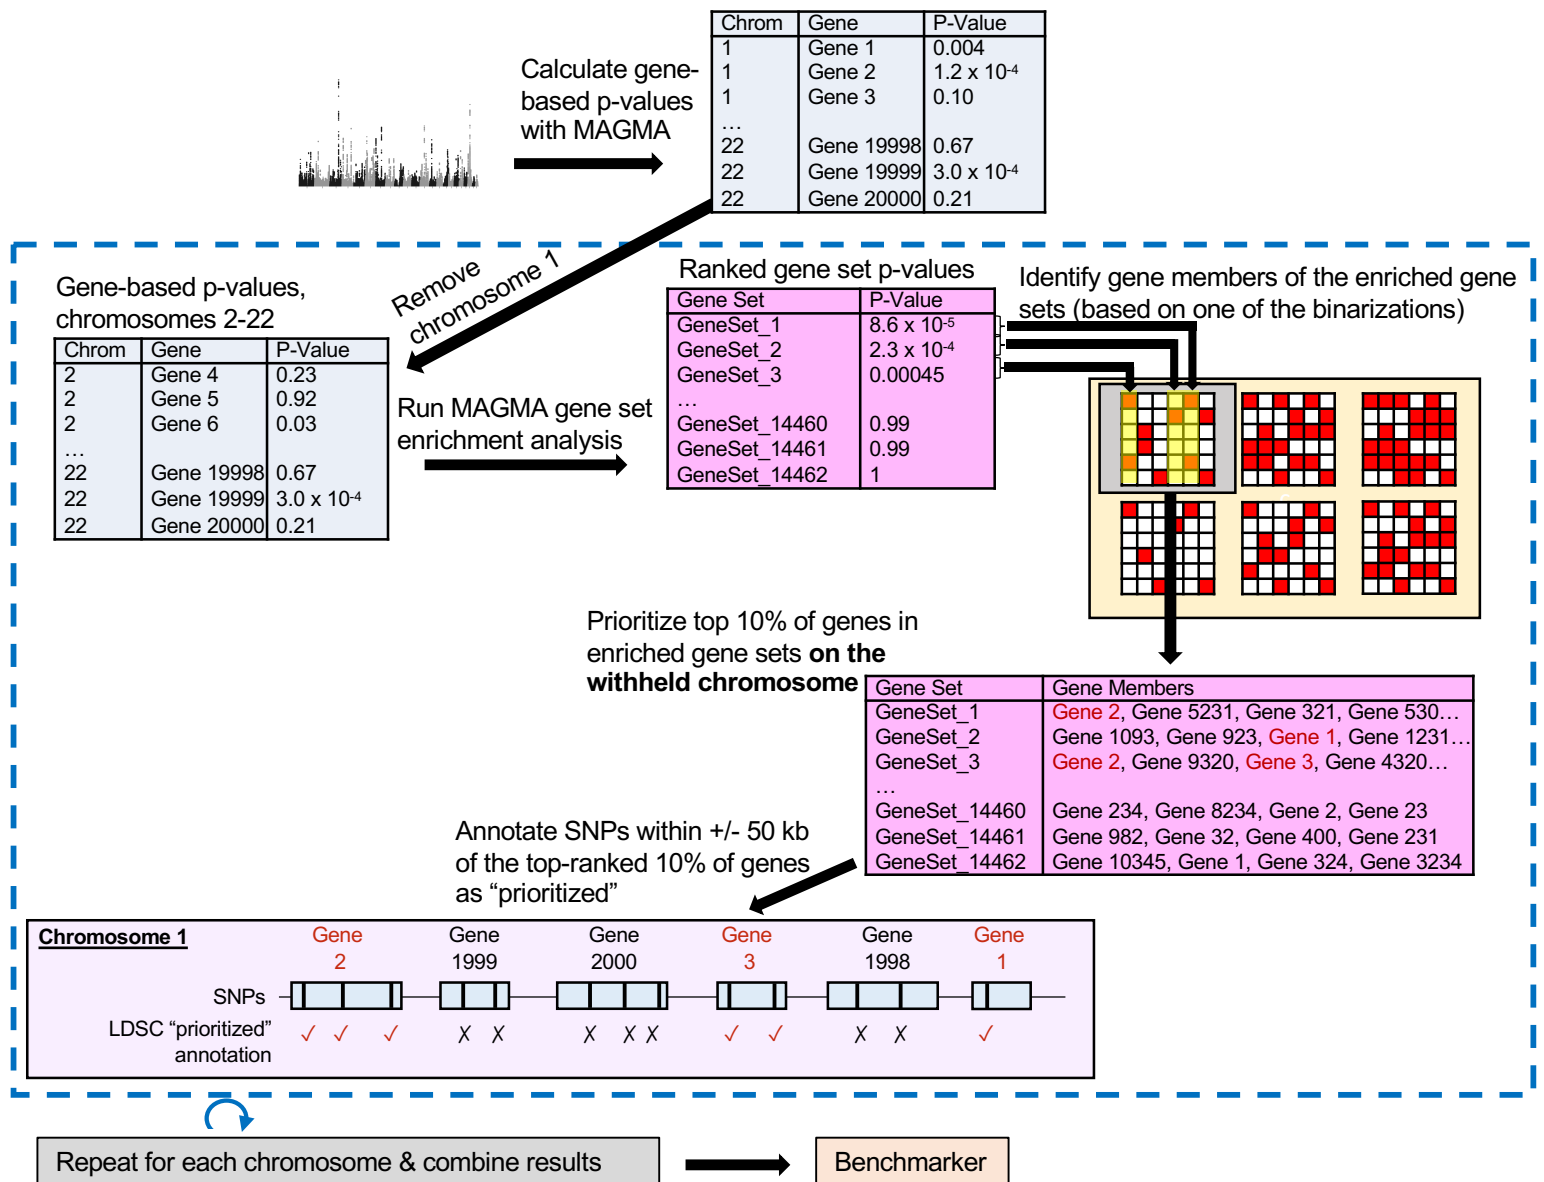 Calculate gene-
based p-values
with MAGMA
Chrom Gene P-Value
1 Gene 1 0.004
1 Gene 2 1.2 x 10-4
1 Gene 3 0.10
…
22 Gene 19998 0.67
22 Gene 19999 3.0 x 10-4
22 Gene 20000 0.21
Remove
chromosome 1
Gene-based p-values,
chromosomes 2-22
Chrom Gene P-Value
2 Gene 4 0.23
2 Gene 5 0.92
2 Gene 6 0.03
…
22 Gene 19998 0.67
22 Gene 19999 3.0 x 10-4
22 Gene 20000 0.21
Run MAGMA gene set
enrichment analysis
Ranked gene set p-values
Gene Set P-Value
GeneSet_1 8.6 x 10-5
GeneSet_2 2.3 x 10-4
GeneSet_3 0.00045
…
GeneSet_14460 0.99
GeneSet_14461 0.99
GeneSet_14462 1
Identify gene members of the enriched gene
sets (based on one of the binarizations)
Prioritize top 10% of genes in
enriched gene sets on the
withheld chromosome
Gene Set Gene Members
GeneSet_1 Gene 2, Gene 5231, Gene 321, Gene 530…
GeneSet_2 Gene 1093, Gene 923, Gene 1, Gene 1231…
GeneSet_3 Gene 2, Gene 9320, Gene 3, Gene 4320…
…
GeneSet_14460 Gene 234, Gene 8234, Gene 2, Gene 23
GeneSet_14461 Gene 982, Gene 32, Gene 400, Gene 231
GeneSet_14462 Gene 10345, Gene 1, Gene 324, Gene 3234
Annotate SNPs within +/- 50 kb
of the top-ranked 10% of genes
as “prioritized”
Chromosome 1
Gene 2
Gene 1999
Gene 2000
Gene 3
Gene 1998
Gene 1
SNPs
LDSC “prioritized”
annotation
✓ ✓ ✓ ✗ ✗ ✗ ✗ ✗ ✓ ✓ ✗ ✗ ✓
Repeat for each chromosome & combine results
Benchmarker